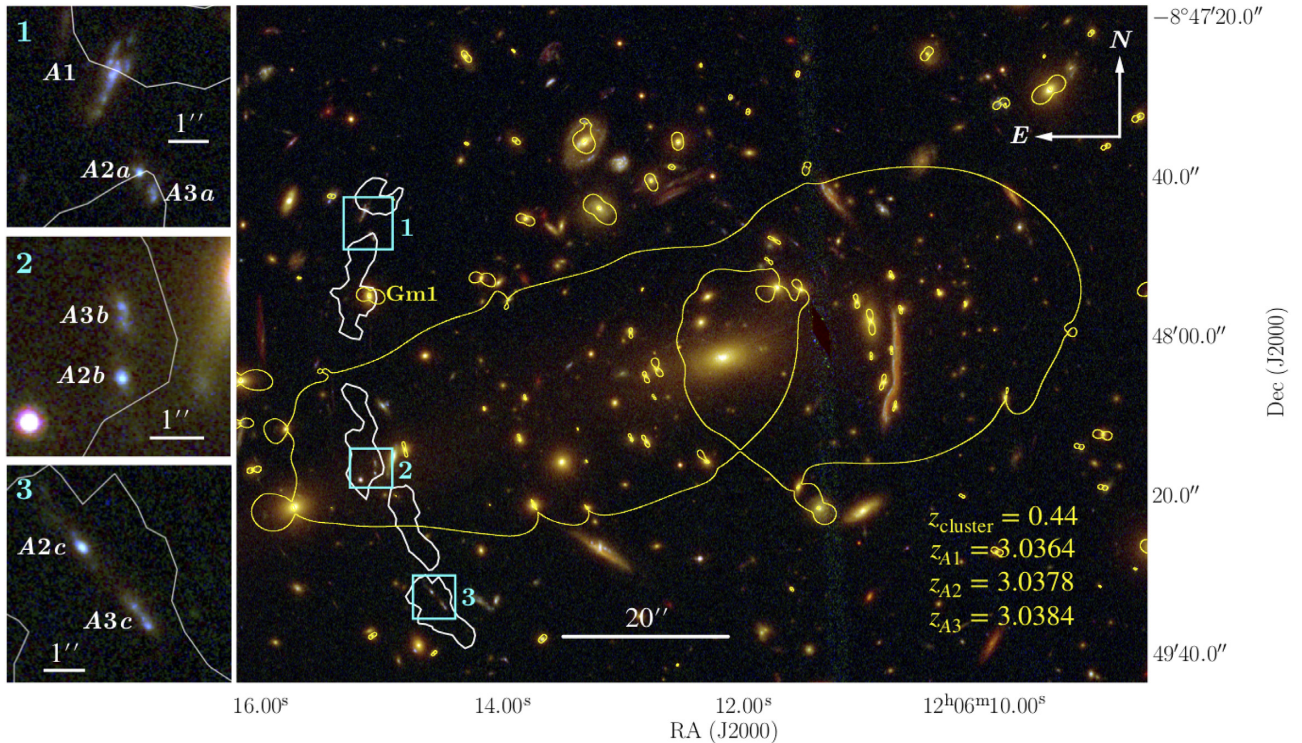 1
A1
1′′
A2a
A3a
2
A3b
A2b
1′′
3
A2c
A3c
1′′
N
E
1
Gm1
2
3
20′′
z_cluster = 0.44
z_A1 = 3.0364
z_A2 = 3.0378
z_A3 = 3.0384
−8°47′20.0′′
40.0′′
48′00.0′′
20.0′′
49′40.0′′
Dec (J2000)
16.00ˢ
14.00ˢ
12.00ˢ
12ʰ06ᵐ10.00ˢ
RA (J2000)